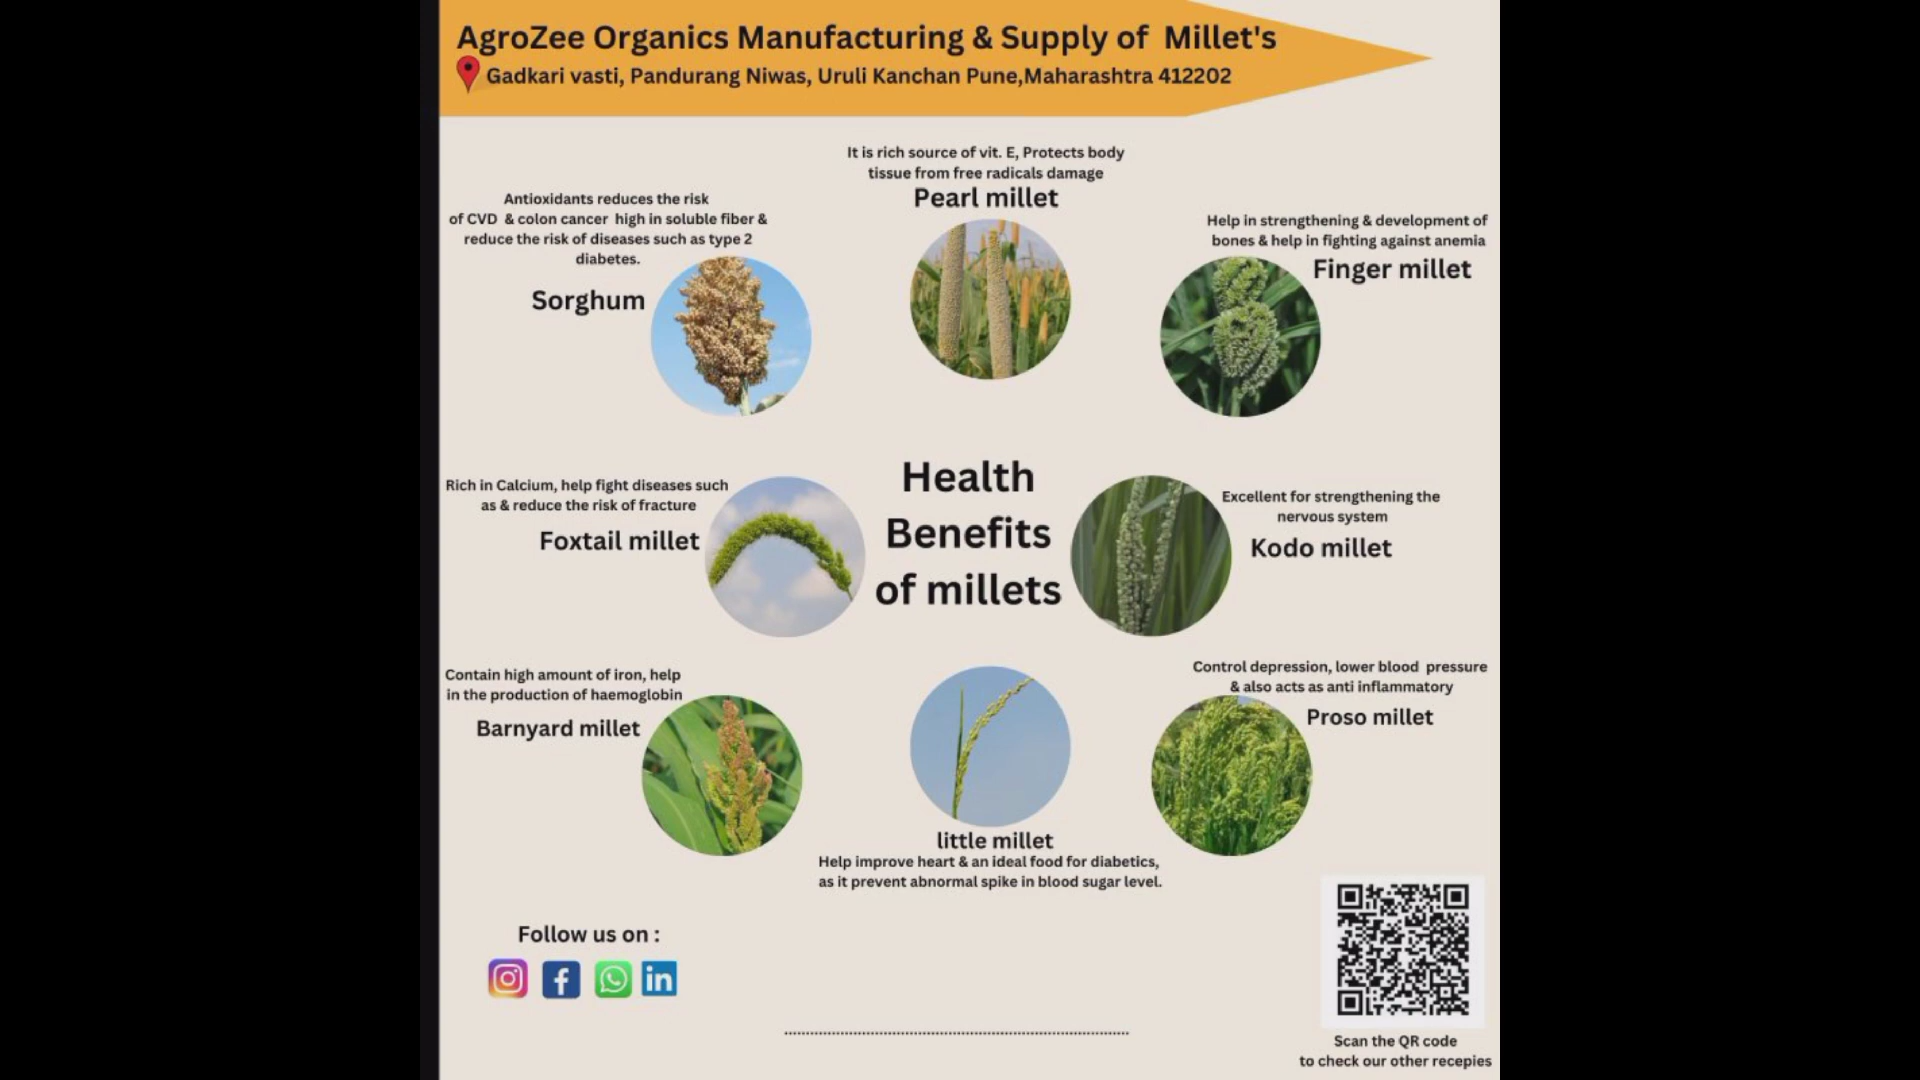 AgroZee Organics Manufacturing & Supply of Millet's
Gadkari vasti, Pandurang Niwas, Uruli Kanchan Pune,Maharashtra 412202
It is rich source of vit. E, Protects body
tissue from free radicals damage
Pearl millet
Antioxidants reduces the risk
of CVD & colon cancer high in soluble fiber &
reduce the risk of diseases such as type 2
diabetes.
Sorghum
Help in strengthening & development of
bones & help in fighting against anemia
Finger millet
Rich in Calcium, help fight diseases such
as & reduce the risk of fracture
Foxtail millet
Health
Benefits
of millets
Excellent for strengthening the
nervous system
Kodo millet
Contain high amount of iron, help
in the production of haemoglobin
Barnyard millet
little millet
Help improve heart & an ideal food for diabetics,
as it prevent abnormal spike in blood sugar level.
Control depression, lower blood pressure
& also acts as anti inflammatory
Proso millet
Follow us on :
Scan the QR code
to check our other recepies